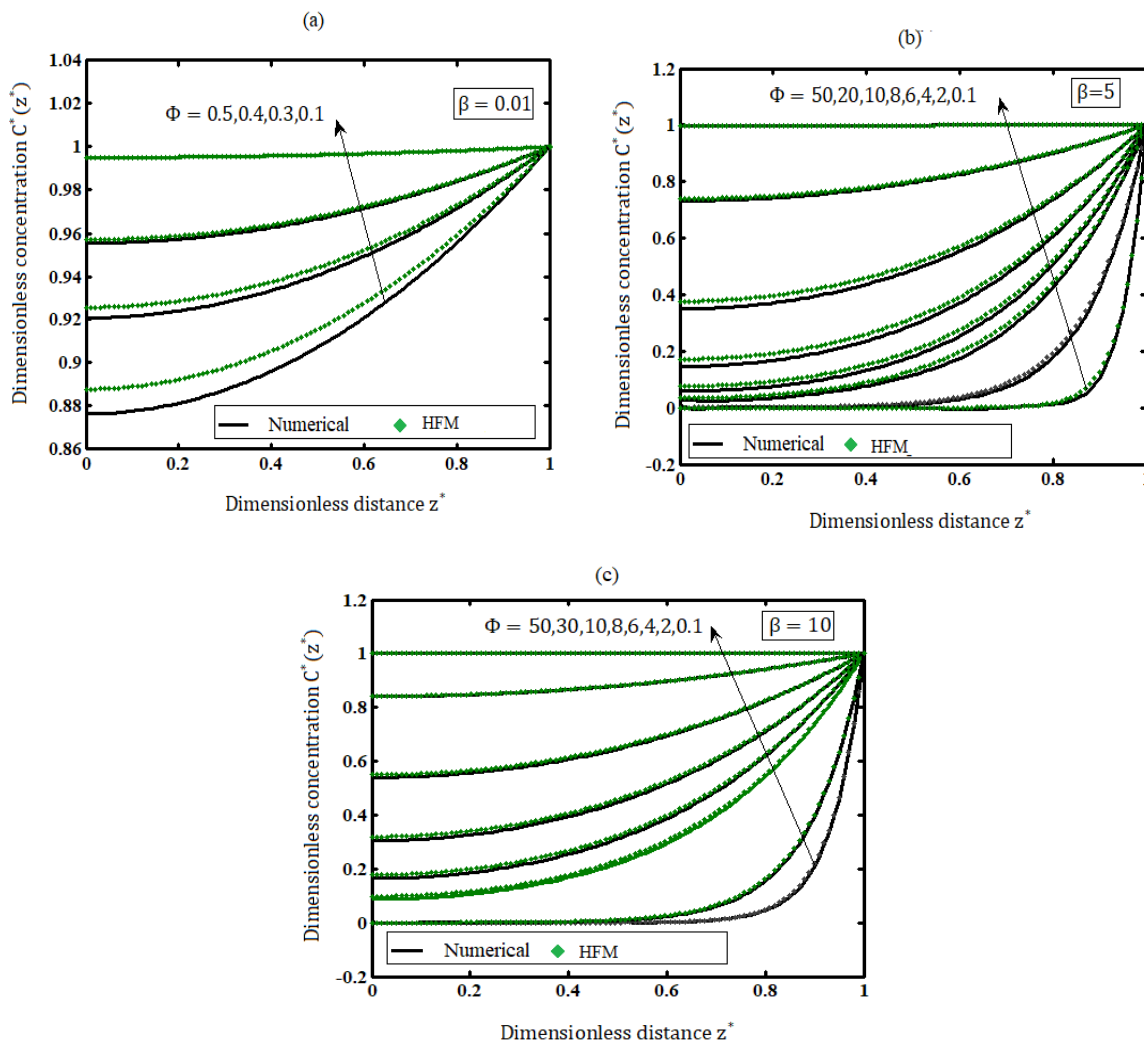 (a)
1.04
1.02
1
0.98
0.96
0.94
0.92
0.9
0.88
0.86
0
0.2
0.4
0.6
0.8
1
Dimensionless concentration C* (z*)
Φ = 0.5,0.4,0.3,0.1
β = 0.01
Numerical
HFM
Dimensionless distance z*
(b)
1.2
1
0.8
0.6
0.4
0.2
0
-0.2
0
0.2
0.4
0.6
0.8
Dimensionless concentration C* (z*)
Φ = 50,20,10,8,6,4,2,0.1
β=5
Numerical
HFM_
Dimensionless distance z*
(c)
1.2
1
0.8
0.6
0.4
0.2
0
-0.2
0
0.2
0.4
0.6
0.8
1
Dimensionless concentration C* (z*)
Φ = 50,30,10,8,6,4,2,0.1
β = 10
Numerical
HFM
Dimensionless distance z*